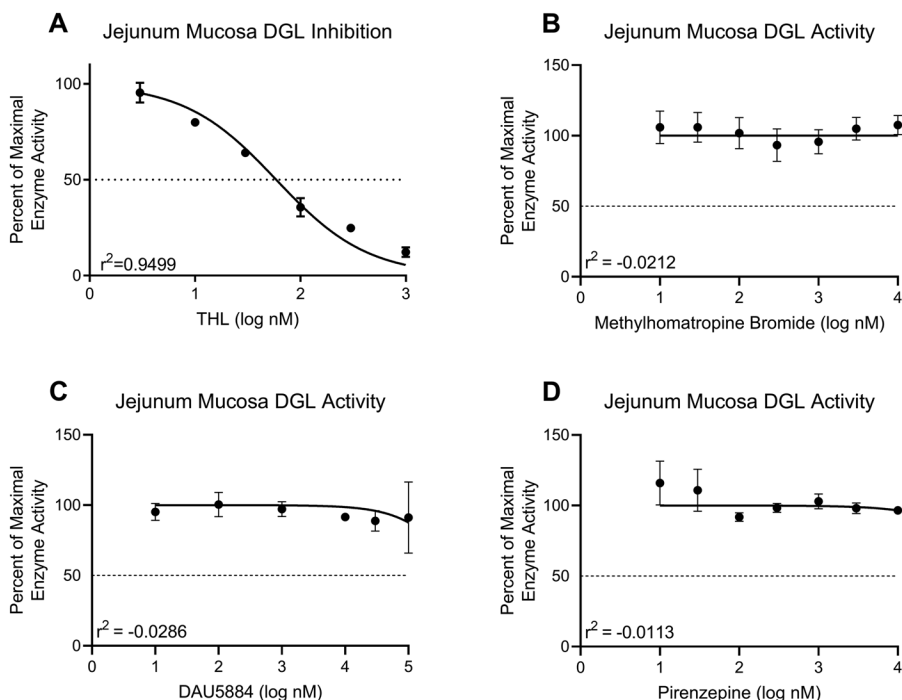 A
Jejunum Mucosa DGL Inhibition
Percent of Maximal
Enzyme Activity
100
50
0
r²=0.9499
0 1 2 3
THL (log nM)
B
Jejunum Mucosa DGL Activity
Percent of Maximal
Enzyme Activity
150
100
50
0
r² = -0.0212
0 1 2 3 4
Methylhomatropine Bromide (log nM)
C
Jejunum Mucosa DGL Activity
Percent of Maximal
Enzyme Activity
150
100
50
0
r² = -0.0286
0 1 2 3 4 5
DAU5884 (log nM)
D
Jejunum Mucosa DGL Activity
Percent of Maximal
Enzyme Activity
150
100
50
0
r² = -0.0113
0 1 2 3 4
Pirenzepine (log nM)